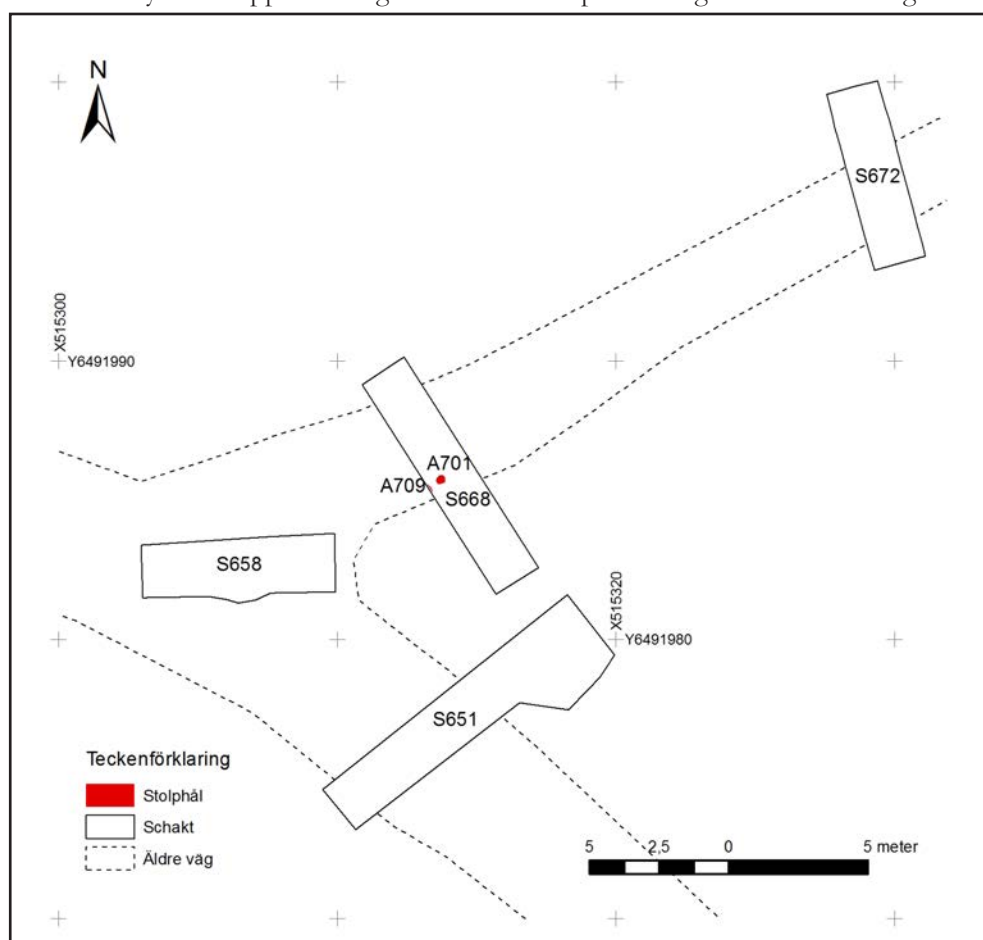 N
S672
X515300
Y6491990
A701
A709
S668
S658
X515320
Y6491980
S651
Teckenförklaring
Stolphål
Schakt
Äldre väg
5 2,5 0 5 meter